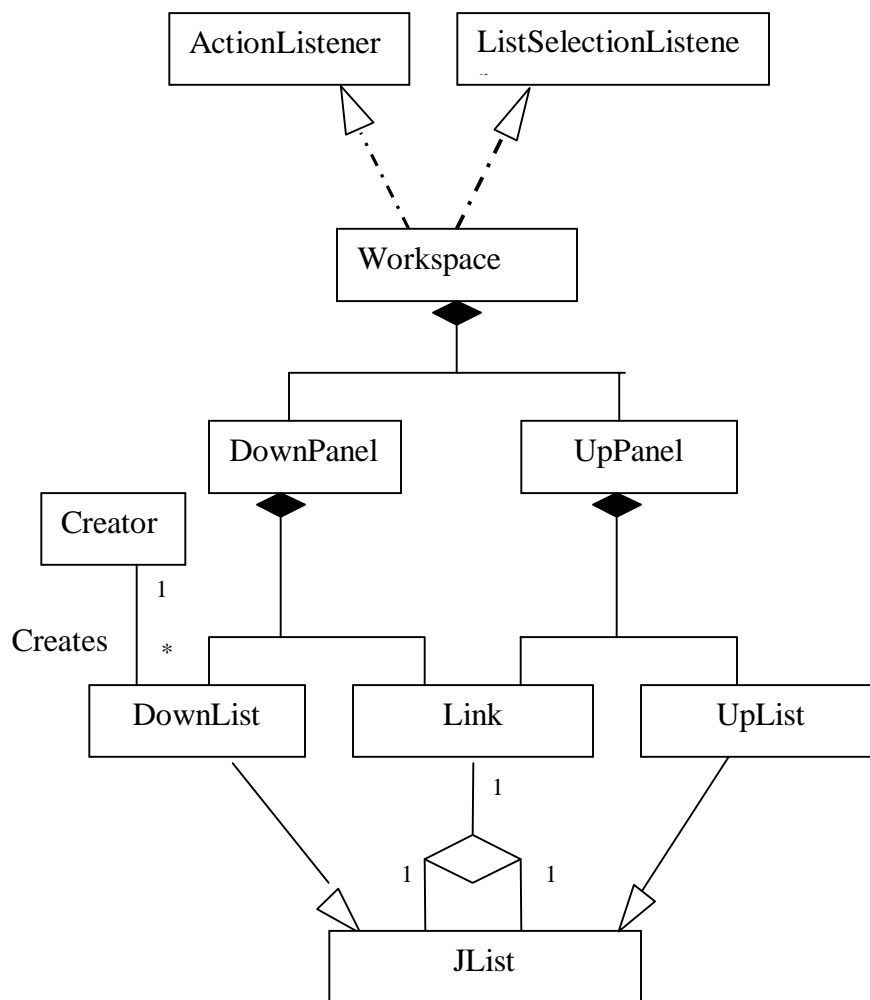 ActionListener
ListSelectionListene
Workspace
DownPanel
UpPanel
Creator
1
Creates
*
DownList
Link
UpList
1
1
1
JList